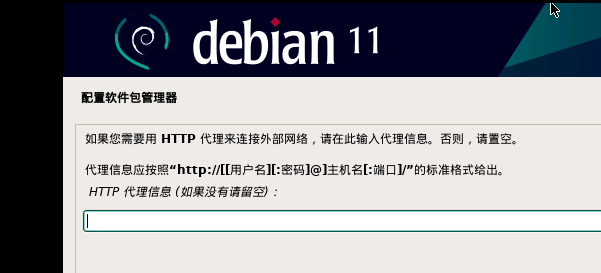 debian 11
配置软件包管理器
如果您需要用 HTTP 代理来连接外部网络，请在此输入代理信息。否则，请置空。
代理信息应按照“http://[[用户名][:密码]@]主机名[:端口]/”的标准格式给出。
HTTP 代理信息 (如果没有请留空)：